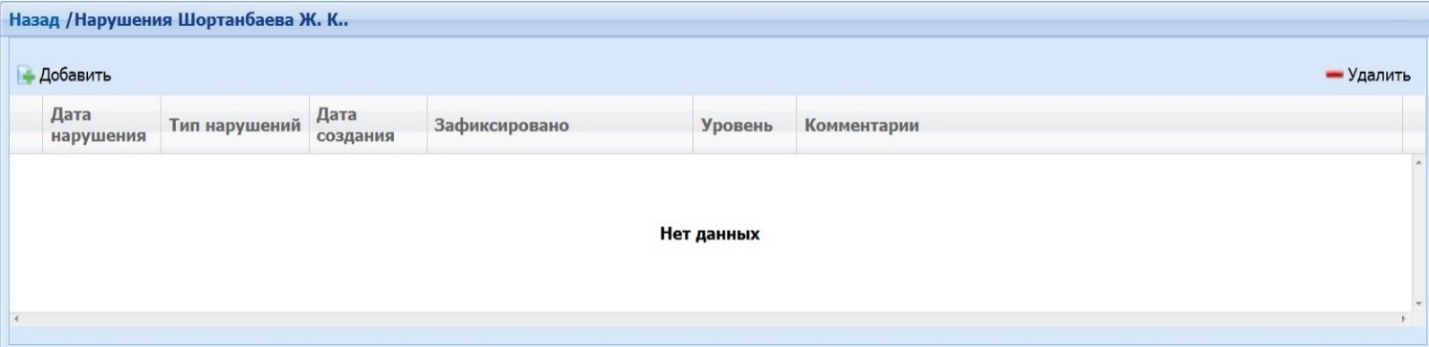 Назад /Нарушения Шортанбаева Ж. К..
Добавить Удалить
Дата нарушения Тип нарушений Дата создания Зафиксировано Уровень Комментарии
Нет данных